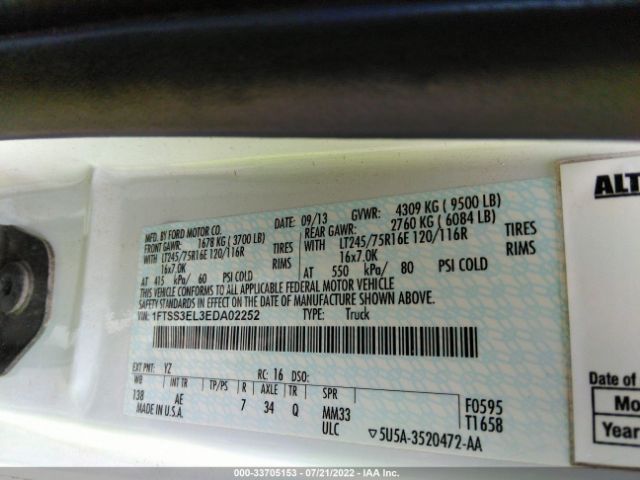 MFD. BY FORD MOTOR CO.
DATE: 09/13 GVWR: 4309 KG ( 9500 LB)
FRONT GAWR: 1678 KG ( 3700 LB)
REAR GAWR: 2760 KG ( 6084 LB)
WITH LT245/75R16E 120/116R TIRES
WITH LT245/75R16E 120/116R TIRES
16x7.0K RIMS
16x7.0K RIMS
AT 415 kPa/ 60 PSI COLD
AT 550 kPa/ 80 PSI COLD
THIS VEHICLE CONFORMS TO ALL APPLICABLE FEDERAL MOTOR VEHICLE
SAFETY STANDARDS IN EFFECT ON THE DATE OF MANUFACTURE SHOWN ABOVE.
VIN: 1FTSS3EL3EDA02252 TYPE: Truck
EXT PNT: YZ RC: 16 DSO:
WB INT TR TP/PS R AXLE TR SPR
138 AE 7 34 Q MM33 F0595
MADE IN U.S.A. ULC T1658
5U5A-3520472-AA
ALT
Date of
Mo
Year
000-33705153 - 07/21/2022 - IAA Inc.